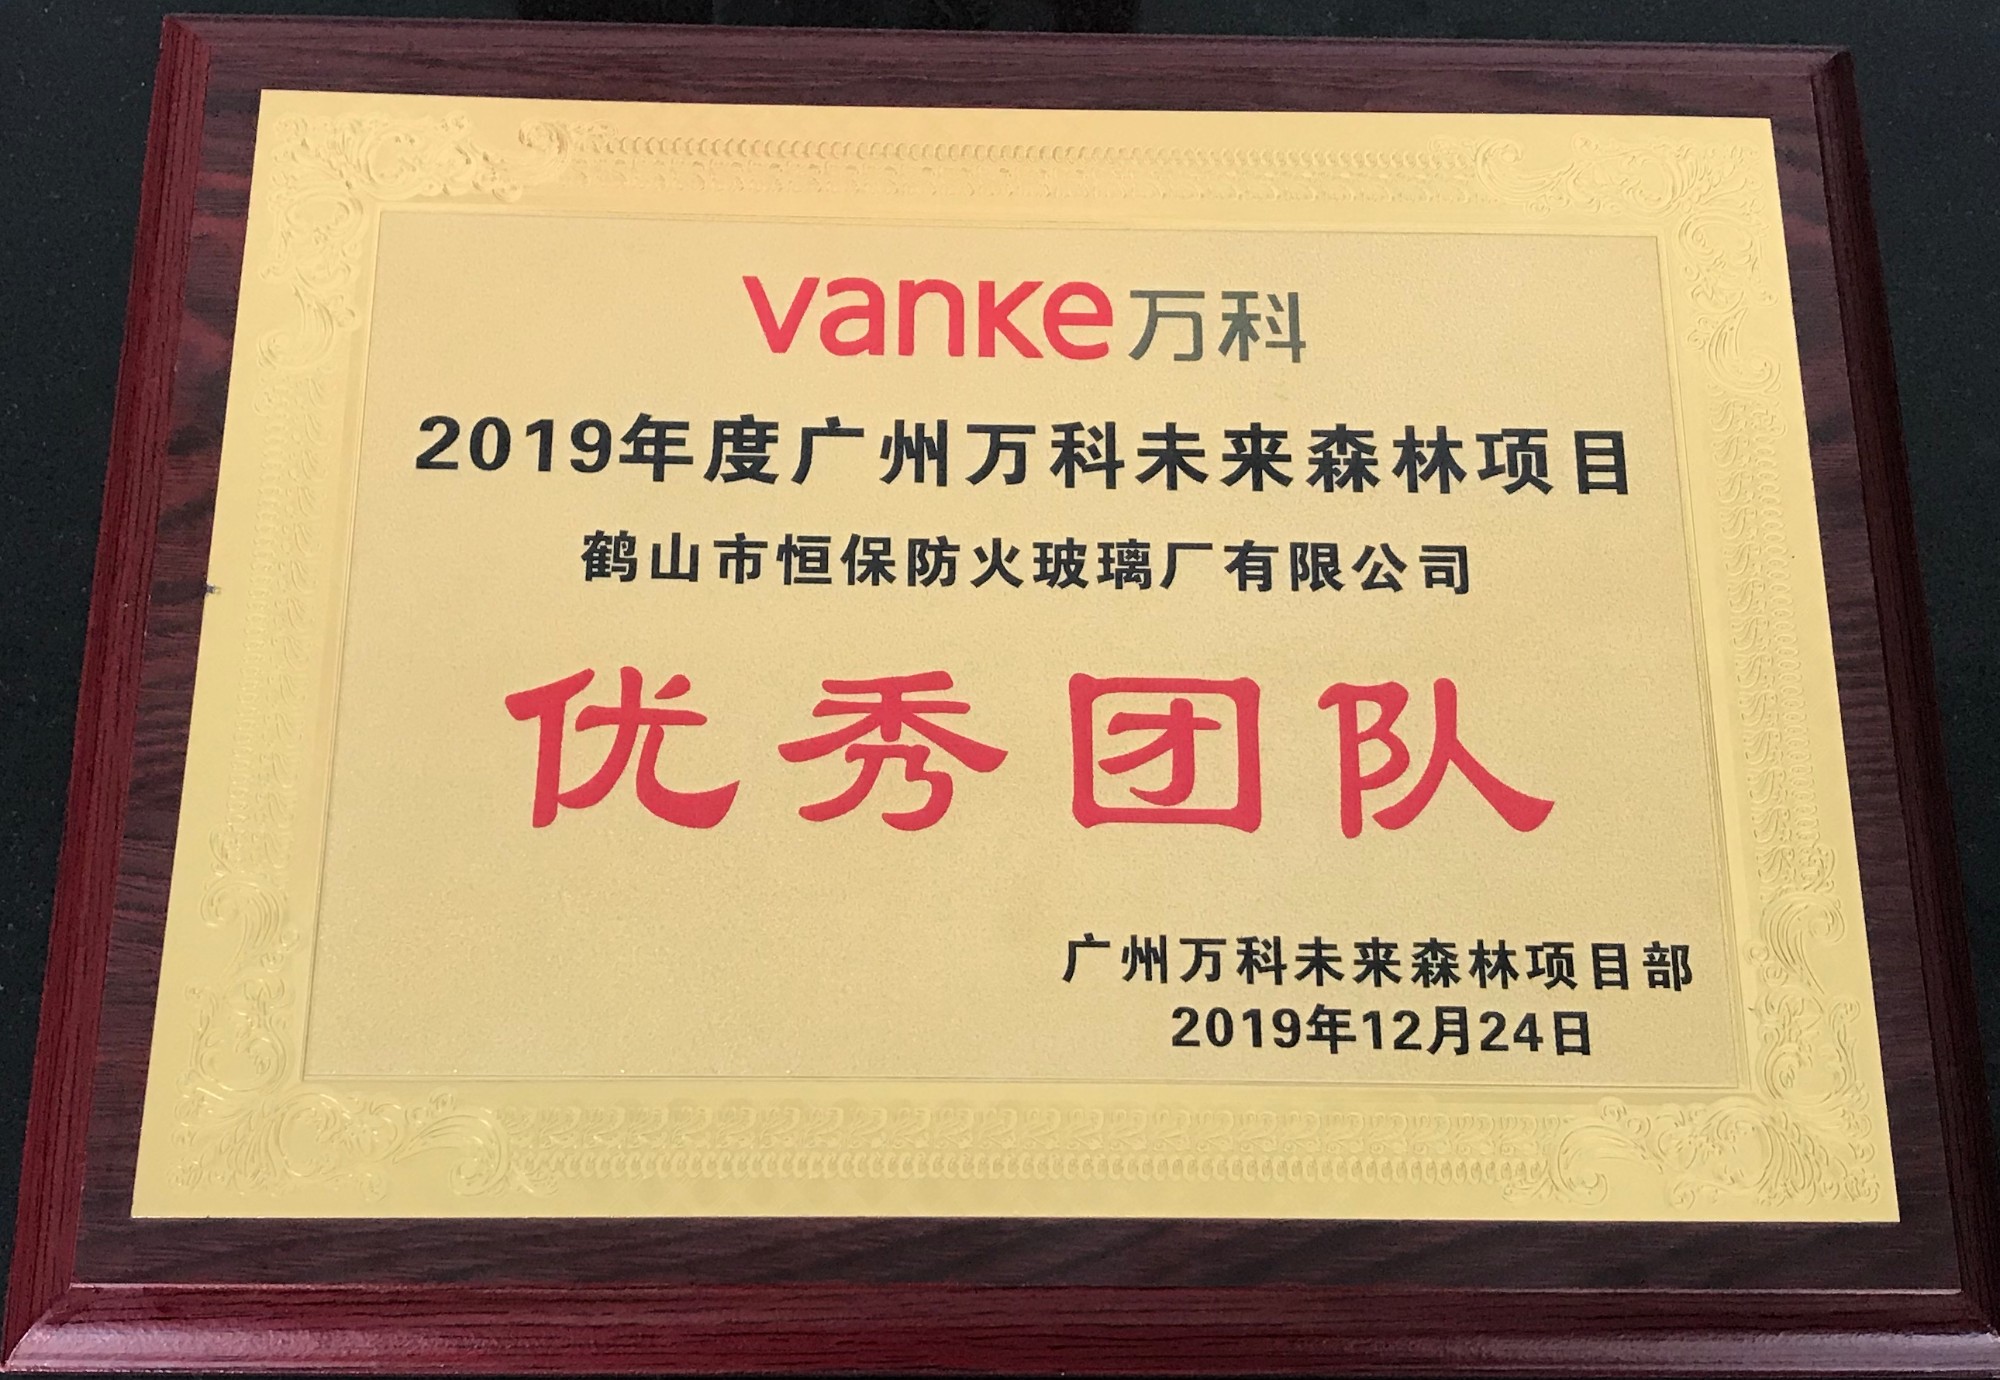 vanke万科
2019年度广州万科未来森林项目
鹤山市恒保防火玻璃厂有限公司
优秀团队
广州万科未来森林项目部
2019年12月24日